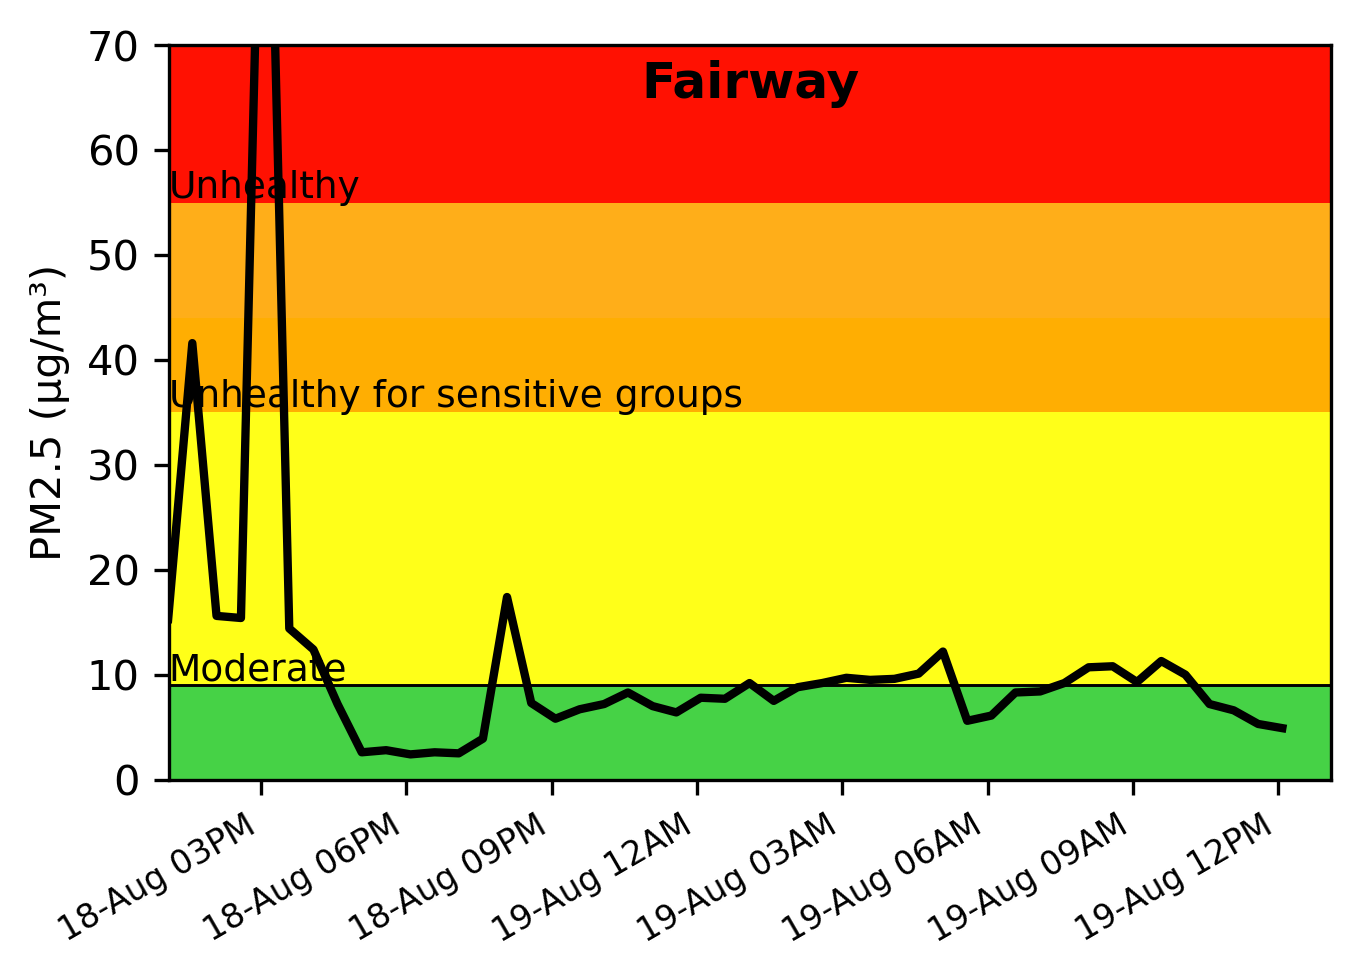 Fairway
PM2.5 (µg/m³)
70
60
50
40
30
20
10
0
Unhealthy
Unhealthy for sensitive groups
Moderate
18-Aug 03PM
18-Aug 06PM
18-Aug 09PM
19-Aug 12AM
19-Aug 03AM
19-Aug 06AM
19-Aug 09AM
19-Aug 12PM